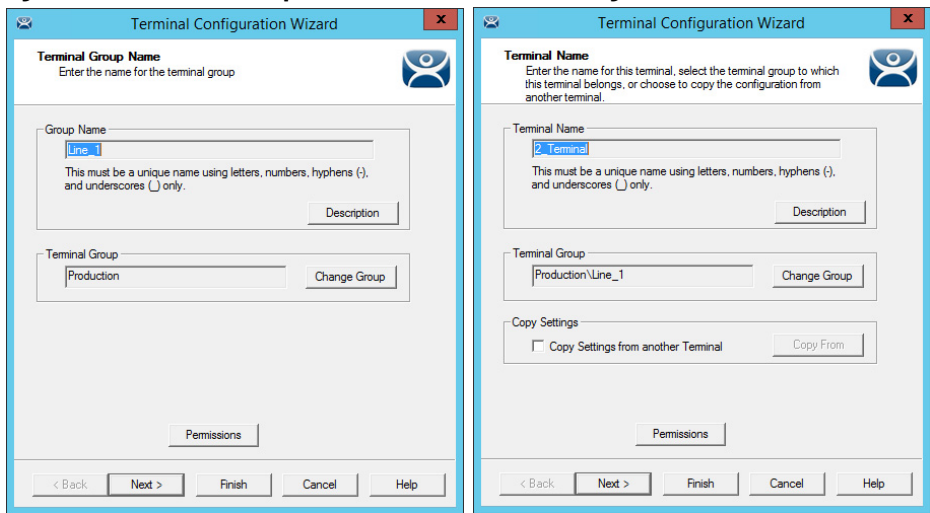 Terminal Configuration Wizard
x
Terminal Group Name
Enter the name for the terminal group
Group Name
Line_1
This must be a unique name using letters, numbers, hyphens (-),
and underscores (_) only.
Description
Terminal Group
Production
Change Group
Permissions
< Back
Next >
Finish
Cancel
Help
Terminal Configuration Wizard
x
Terminal Name
Enter the name for this terminal, select the terminal group to which
this terminal belongs, or choose to copy the configuration from
another terminal.
Terminal Name
2_Terminal
This must be a unique name using letters, numbers, hyphens (-),
and underscores (_) only.
Description
Terminal Group
Production\Line_1
Change Group
Copy Settings
Copy Settings from another Terminal
Copy From
Permissions
< Back
Next >
Finish
Cancel
Help